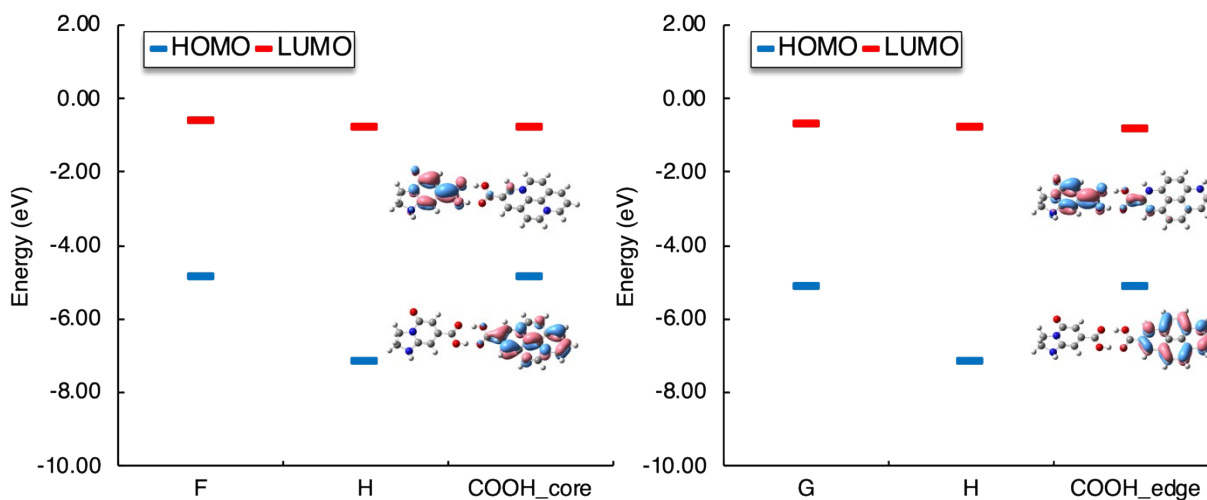 HOMO LUMO
Energy (eV)
2.00
0.00
-2.00
-4.00
-6.00
-8.00
-10.00
F H COOH_core
HOMO LUMO
Energy (eV)
2.00
0.00
-2.00
-4.00
-6.00
-8.00
-10.00
G H COOH_edge